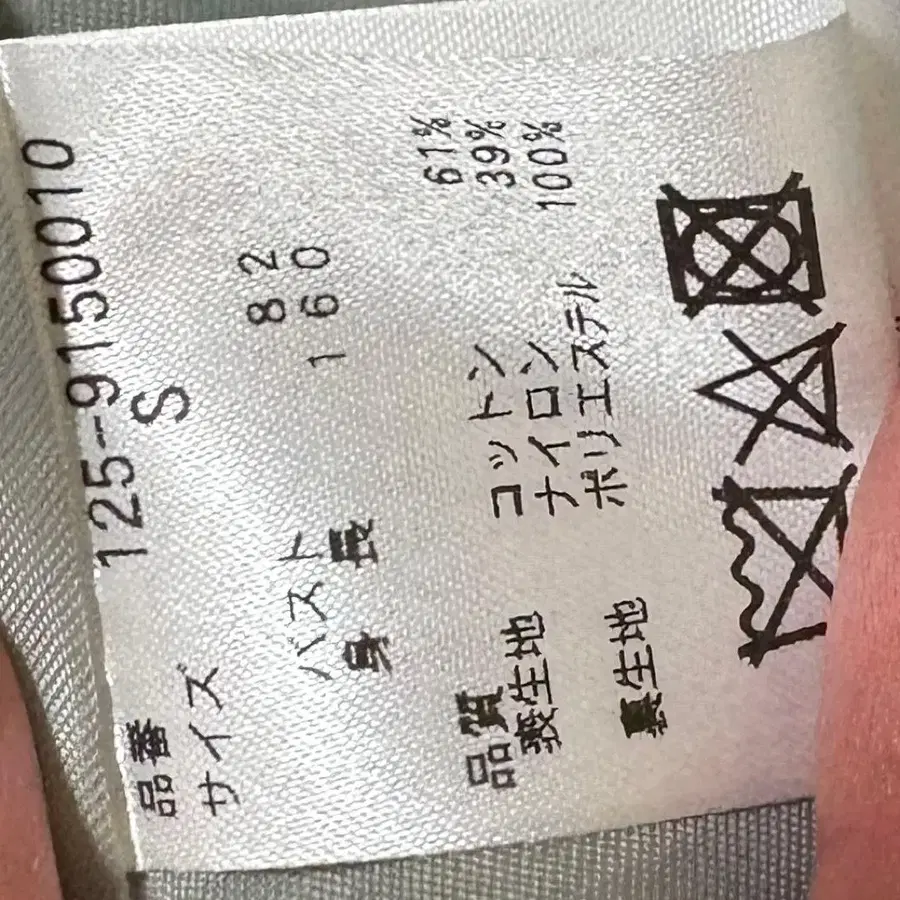 品番 125-9150010
サイズ S
バスト 82
身長 160
品質
表生地 コットン 61%
ナイロン 39%
裏生地 ポリエステル 100%